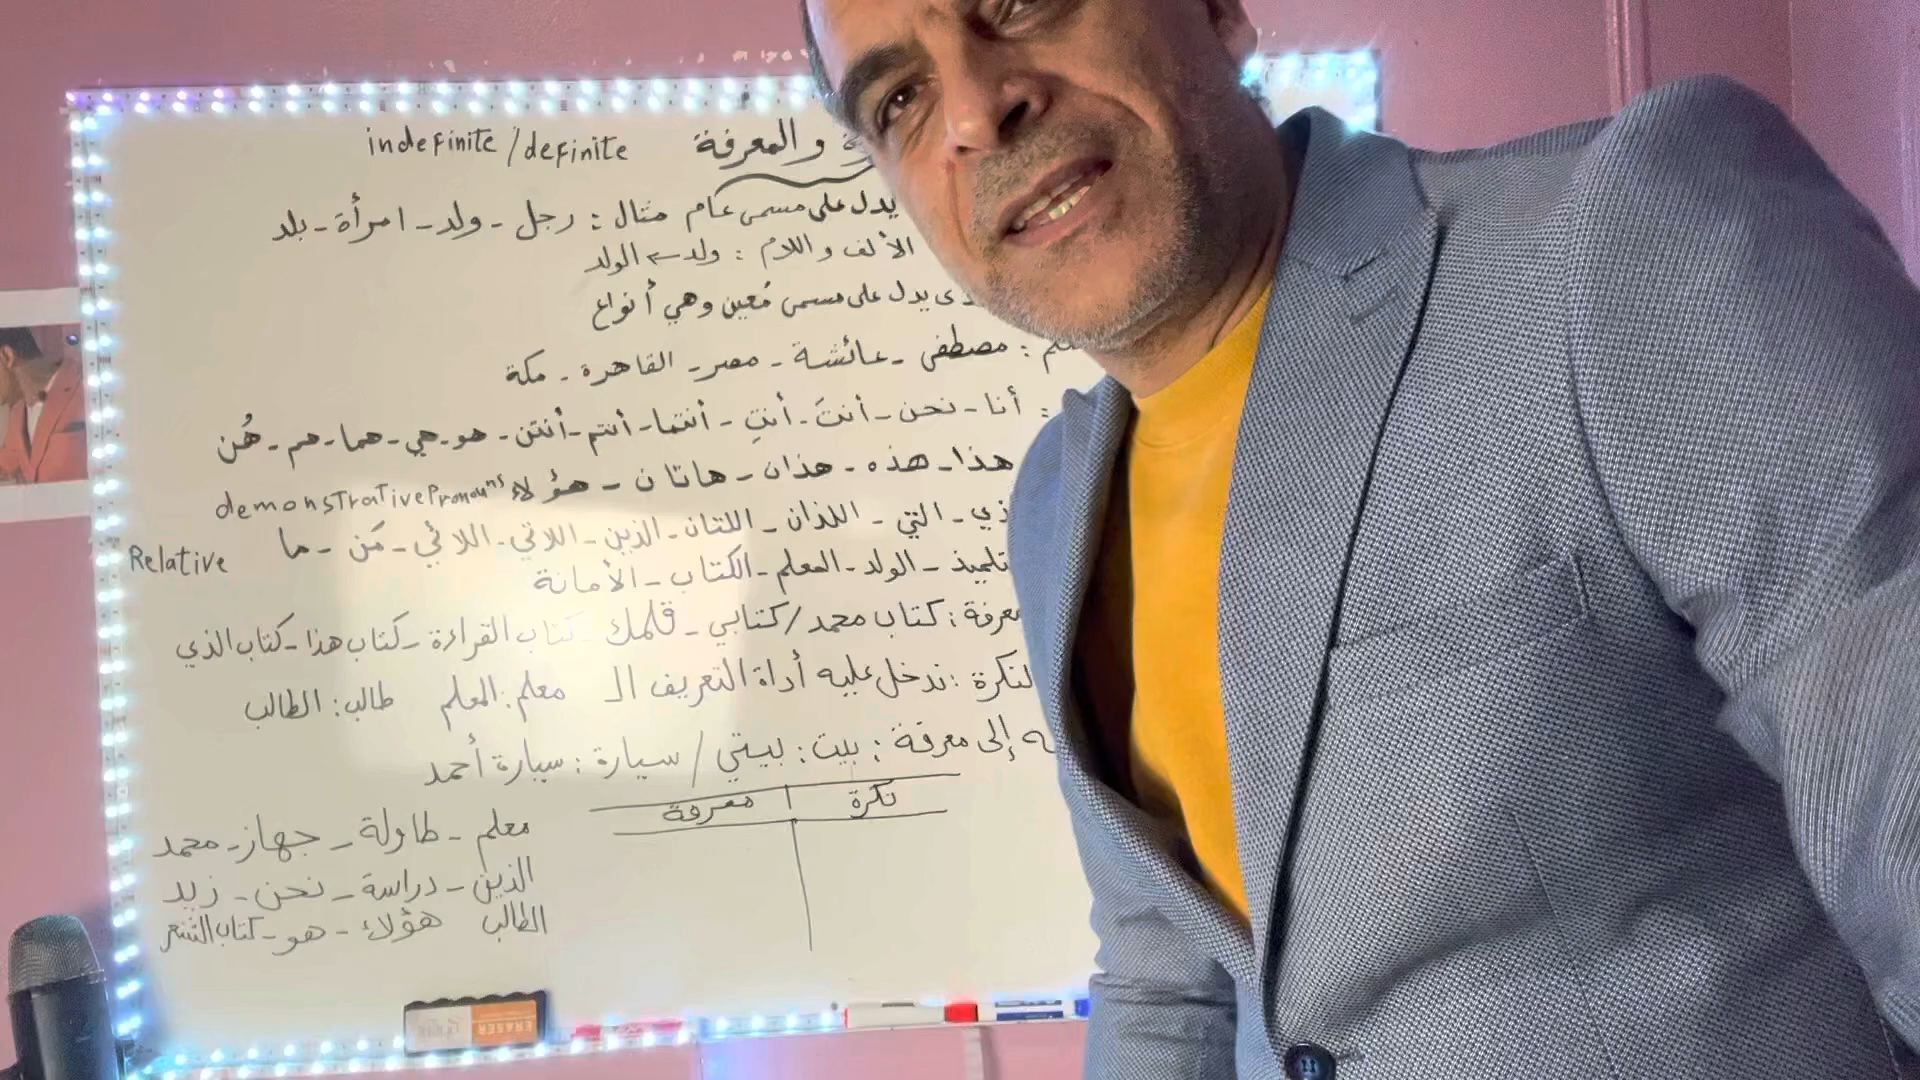 والمعرفة indefinite / definite
يدل على مسمى عام مثال : رجل - ولد - امرأة - بلد
الألف و اللام : ولد ← الولد
يدل على مسمى مُعين وهي أنواع
: مصطفى - عائشة - مصر - القاهرة - مكة
: أنا - نحن - أنتَ - أنتِ - أنتما - أنتم - أنتن - هو - هي - هما - هم - هُن
هذا - هذه - هذان - هاتان - هؤلاء demonstrative Pronouns
التي - اللذان - اللتان - الذين - اللاتي - اللائي - مَن - ما Relative
الولد - المعلم - الكتاب - الأمانة
: كتاب محمد / كتابي - قلمك - كتاب القراءة - كتاب هذا - كتاب الذي
: ندخل عليه أداة التعريف الـ معلم : المعلم طالب : الطالب
إلى معرفة : بيت : بيتي / سيارة : سيارة أحمد
نكرة | معرفة
معلم - طاولة - جهاز - محمد
الذين - دراسة - نحن - زيد
الطالب هؤلاء - هو - كتاب الشعر
ERASER